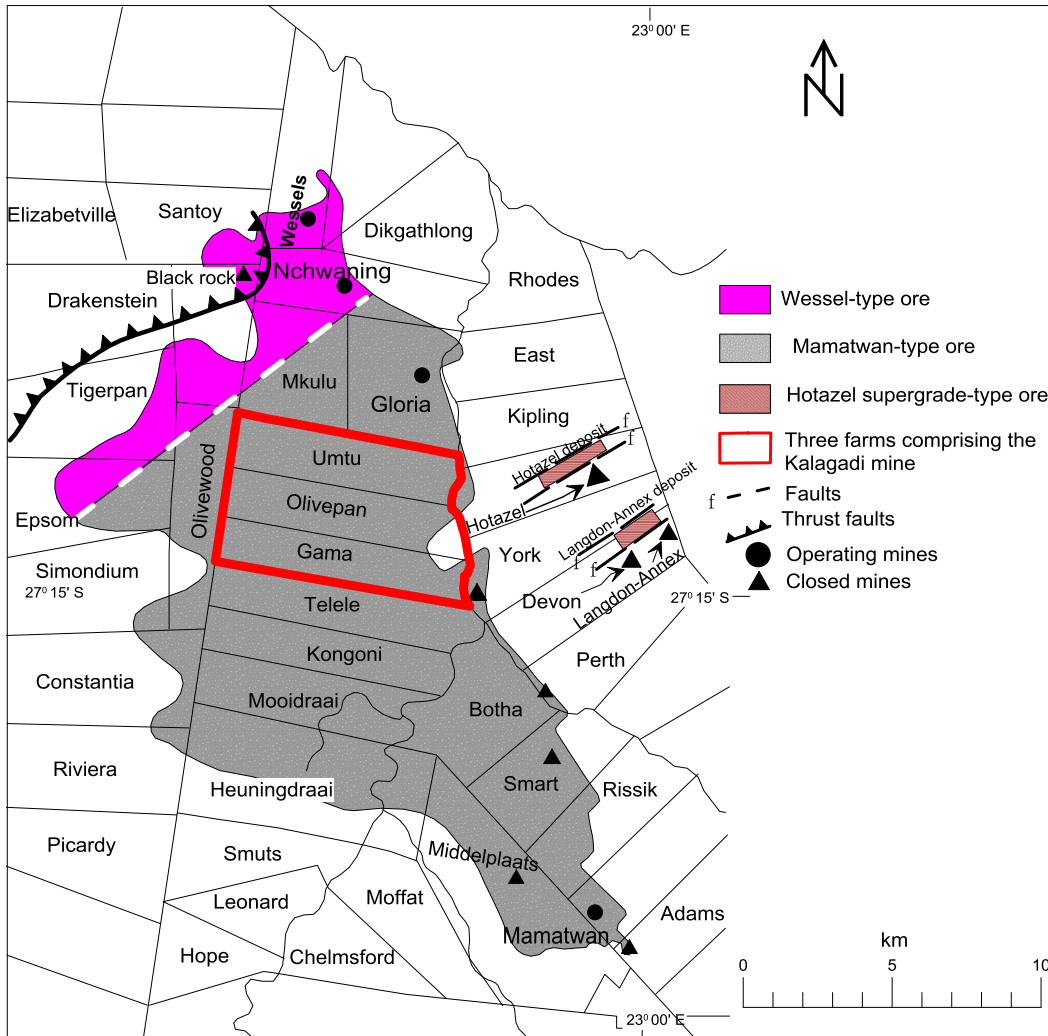 23⁰ 00' E
N
Wessels
Elizabetville
Santoy
Dikgathlong
Black rock
Nchwaning
Rhodes
Drakenstein
Wessel-type ore
Mamatwan-type ore
East
Tigerpan
Mkulu
Gloria
Kipling
Hotazel supergrade-type ore
f
f
Hotazel deposit
Three farms comprising the
Kalagadi mine
Umtu
Olivewood
Olivepan
f
Faults
Epsom
Hotazel
Langdon-Annex deposit
Thrust faults
Gama
York
Operating mines
f
f
Simondium
Closed mines
27⁰ 15' S
Telele
Devon
Langdon-Annex
27⁰ 15' S
Kongoni
Perth
Constantia
Mooidraai
Botha
Riviera
Heuningdraai
Smart
Rissik
Picardy
Smuts
Middelplaats
Leonard
Moffat
Adams
Mamatwan
Hope
Chelmsford
km
0
5
10
23⁰ 00' E